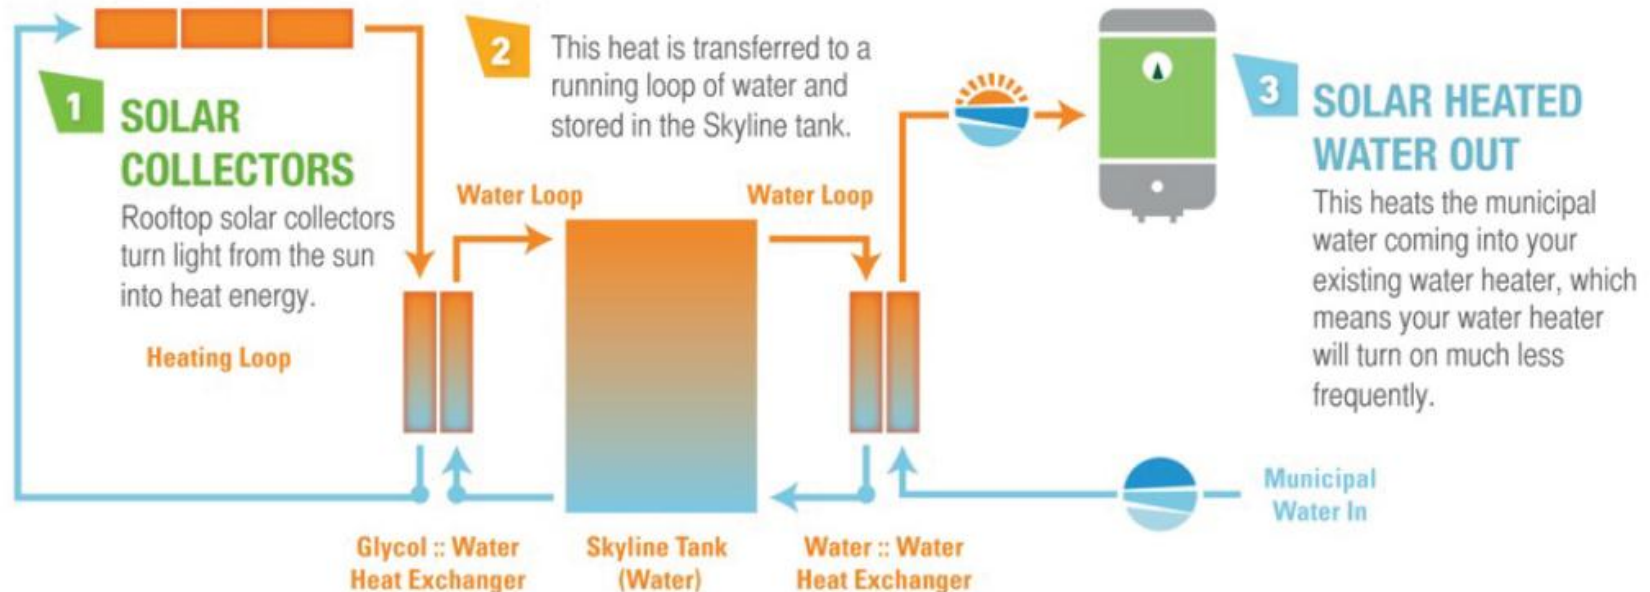 1
SOLAR
COLLECTORS
Rooftop solar collectors
turn light from the sun
into heat energy.
Heating Loop
2
This heat is transferred to a
running loop of water and
stored in the Skyline tank.
Water Loop
Water Loop
3
SOLAR HEATED
WATER OUT
This heats the municipal
water coming into your
existing water heater, which
means your water heater
will turn on much less
frequently.
Municipal
Water In
Glycol :: Water
Heat Exchanger
Skyline Tank
(Water)
Water :: Water
Heat Exchanger